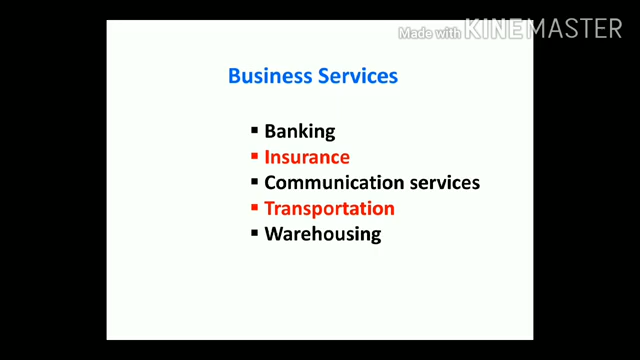 Made with KINEMASTER
Business Services
▪ Banking
▪ Insurance
▪ Communication services
▪ Transportation
▪ Warehousing